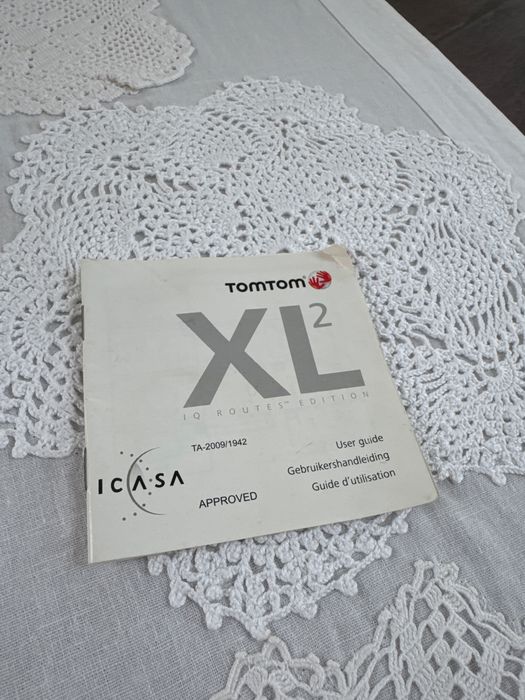 TOMTOM
XL²
IQ ROUTES™ EDITION
TA-2009/1942
ICASA
APPROVED
User guide
Gebruikershandleiding
Guide d'utilisation